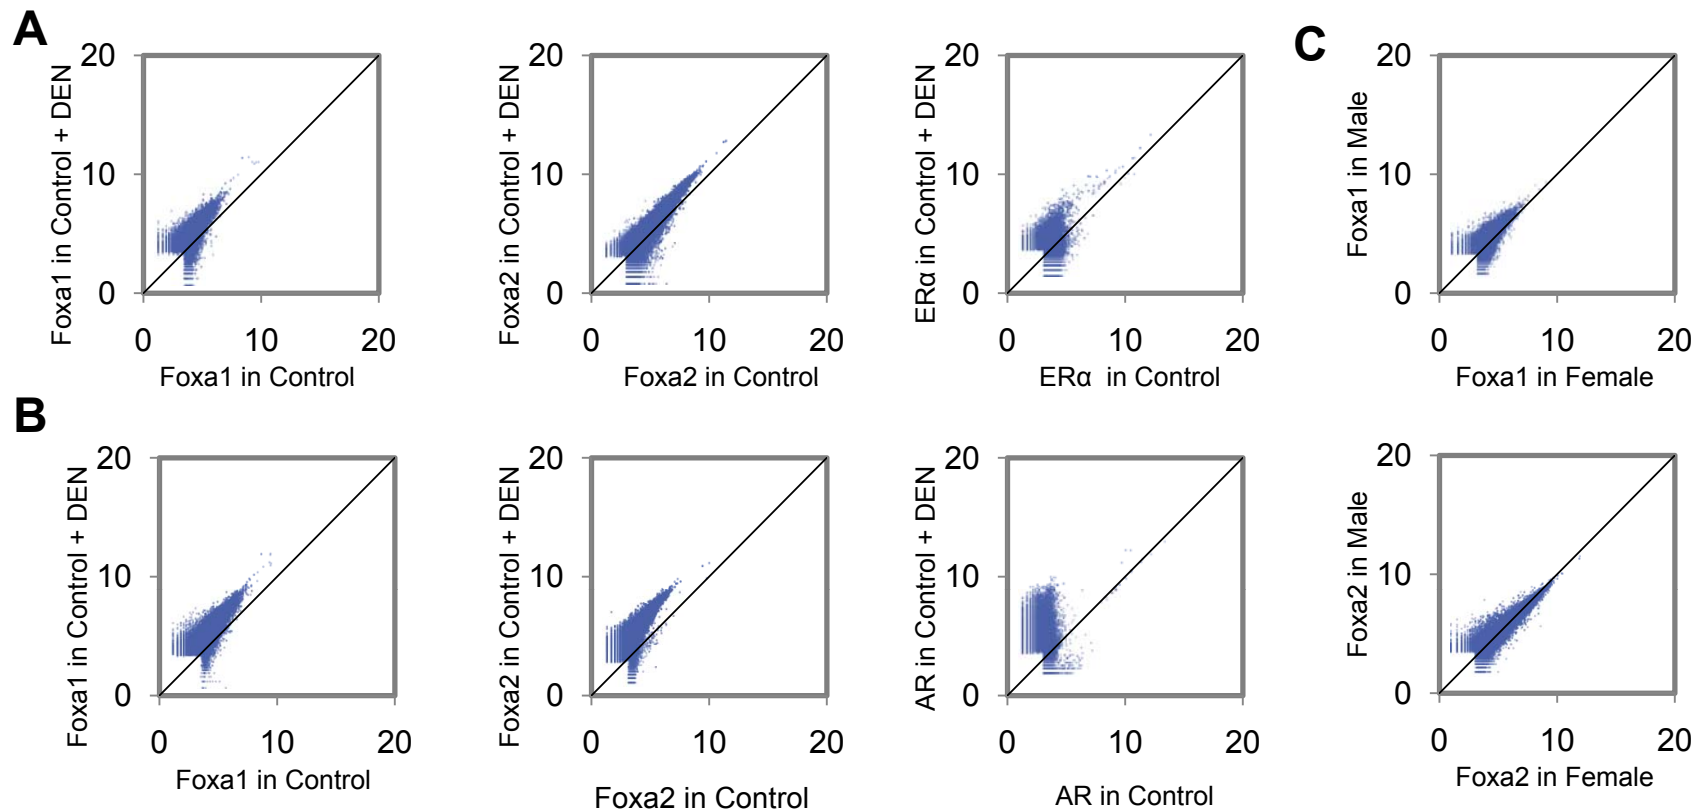 A
Foxa1 in Control + DEN
20
10
0
0 10 20
Foxa1 in Control
Foxa2 in Control + DEN
20
10
0
0 10 20
Foxa2 in Control
ERα in Control + DEN
20
10
0
0 10 20
ERα in Control
C
Foxa1 in Male
20
10
0
0 10 20
Foxa1 in Female
B
Foxa1 in Control + DEN
20
10
0
0 10 20
Foxa1 in Control
Foxa2 in Control + DEN
20
10
0
0 10 20
Foxa2 in Control
AR in Control + DEN
20
10
0
0 10 20
AR in Control
Foxa2 in Male
20
10
0
0 10 20
Foxa2 in Female